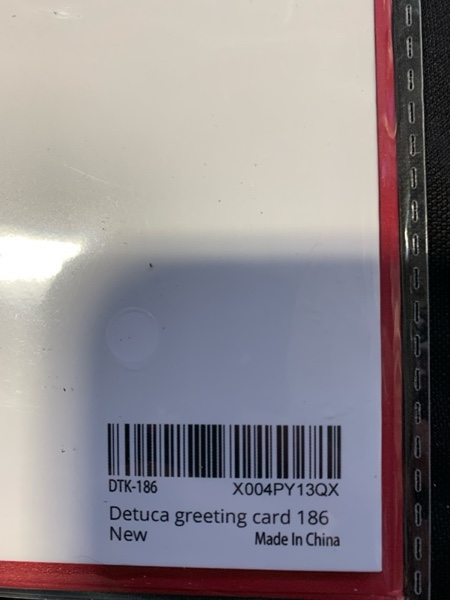 DTK-186 X004PY13QX
Detuca greeting card 186
New Made In China